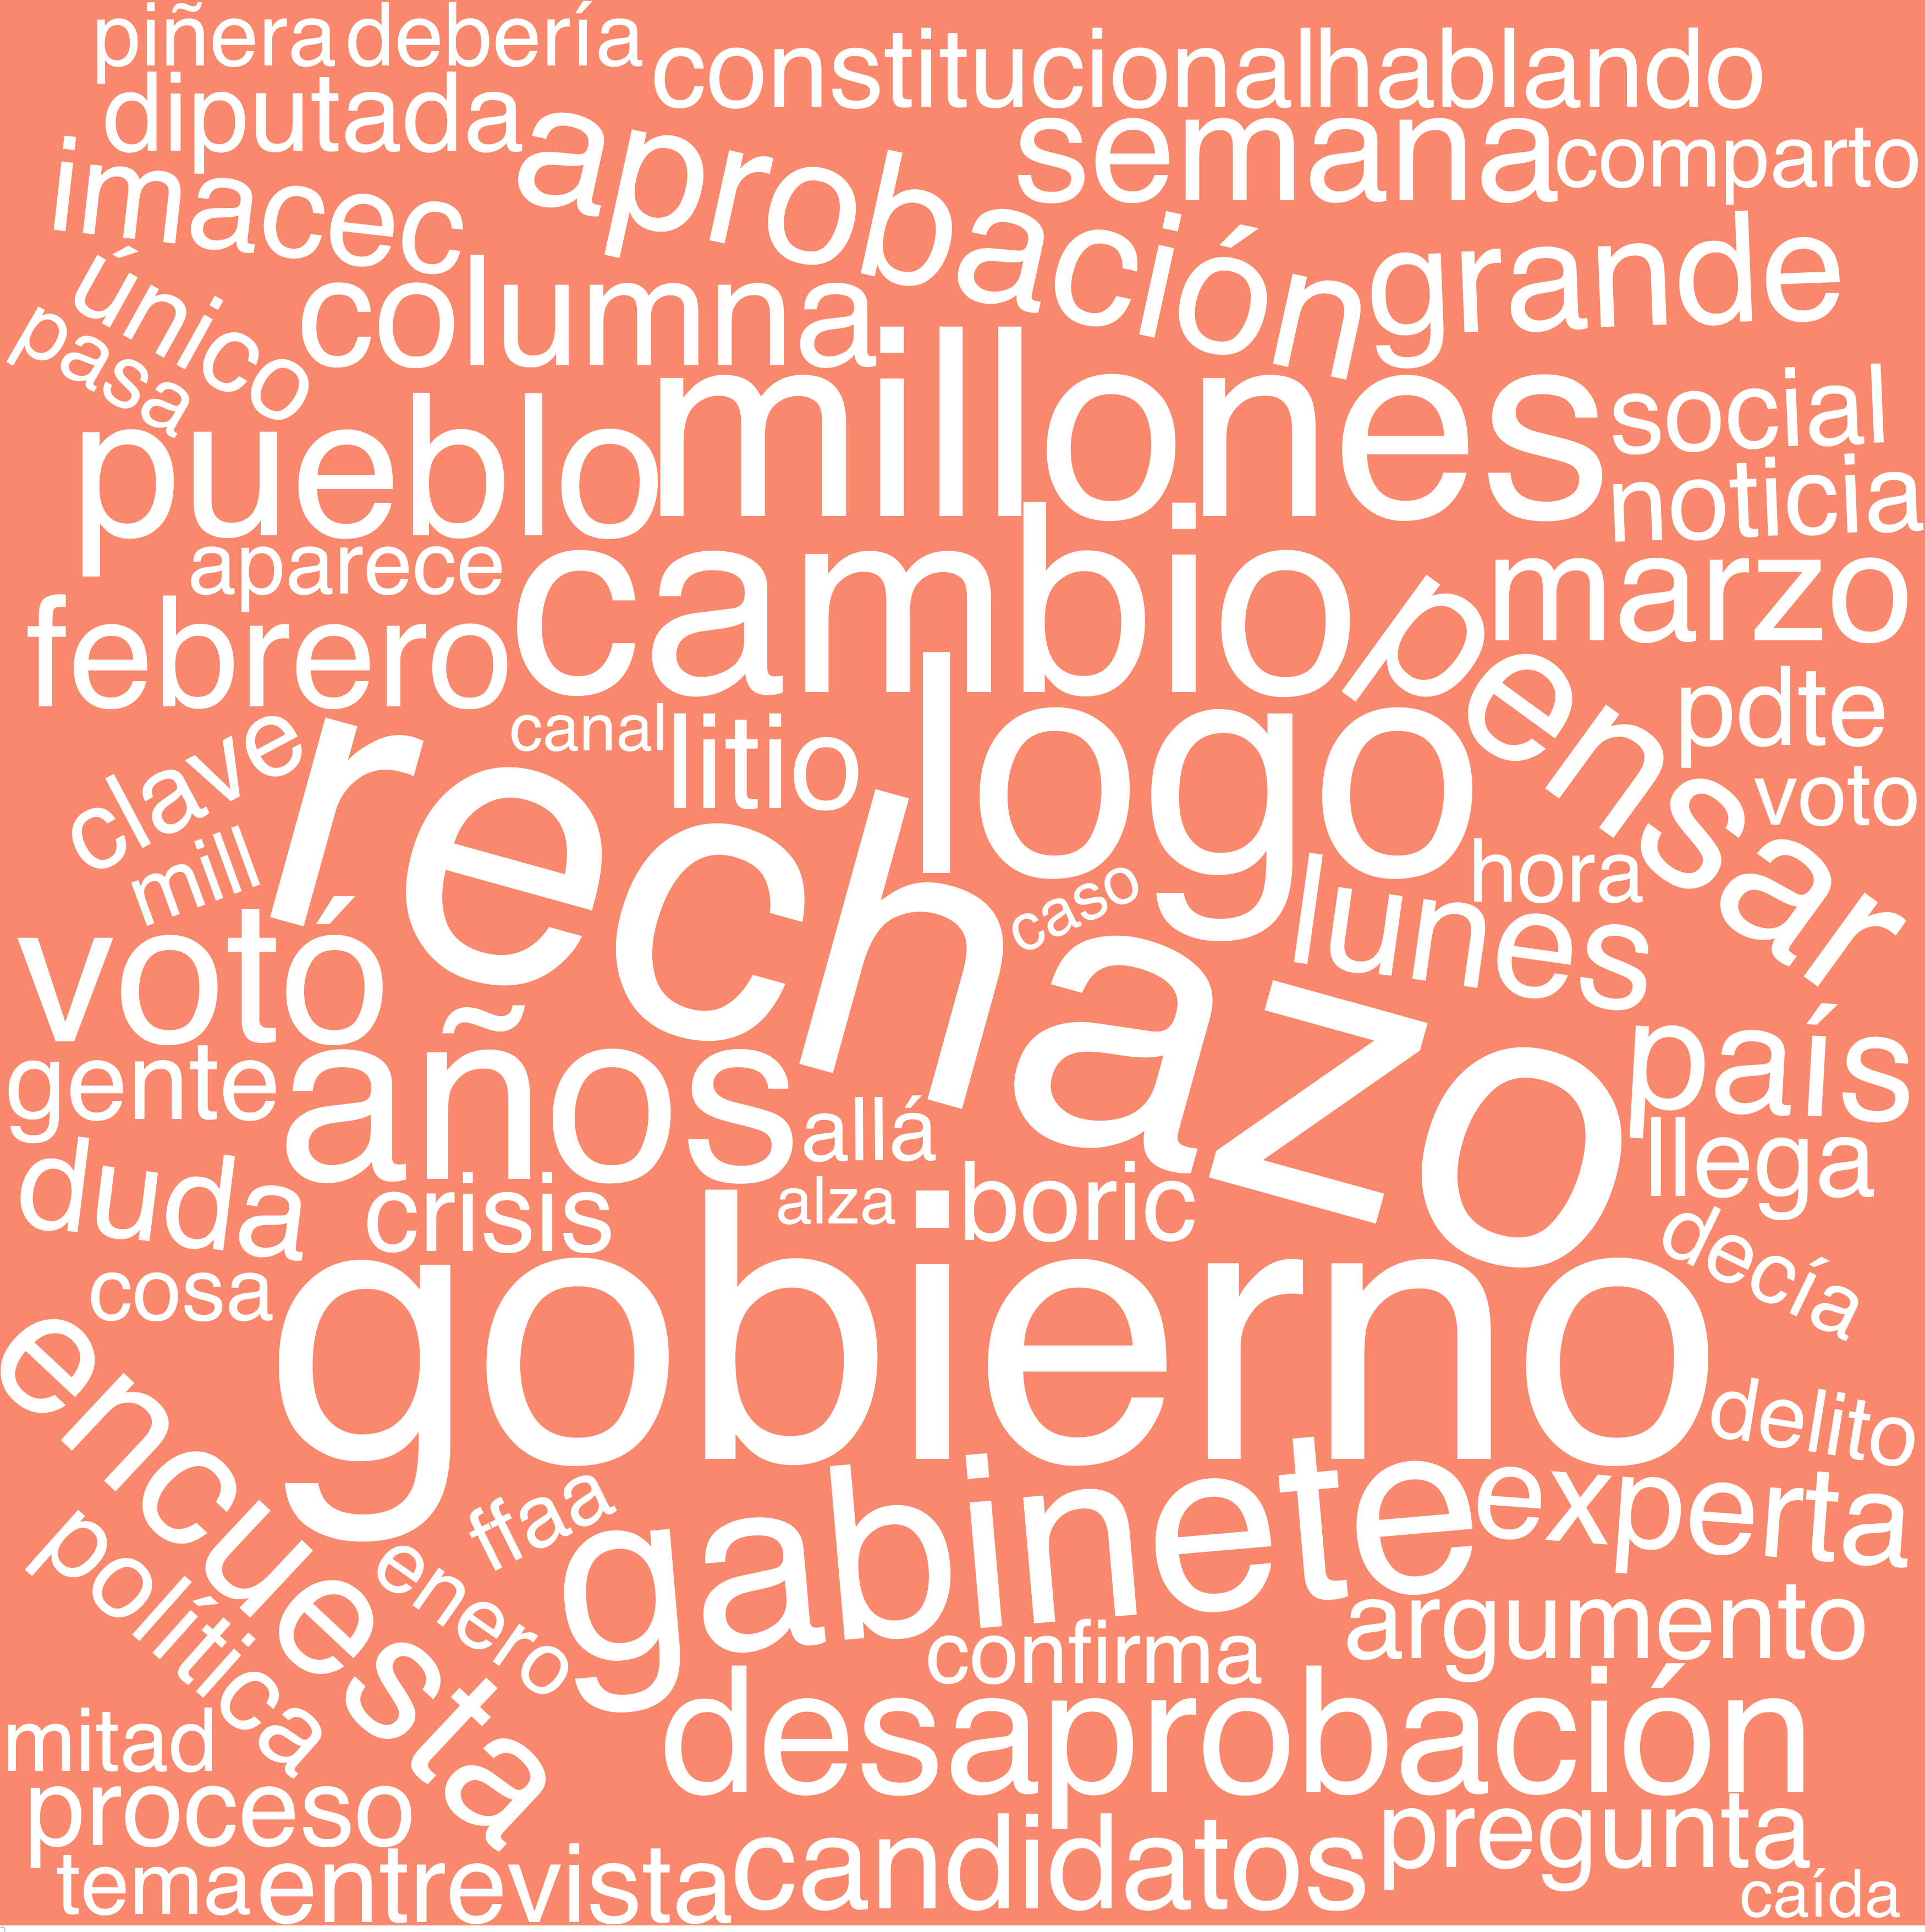 piñera debería
constitucional hablando
diputada
semana comparto
imacec
aprobación
grande
único
pasa
columna
millones
social
pueblo
noticia
aparece
cambio
marzo
febrero
pensar
polte
clave
canal
litio
logo
voto
mill
rechazo
hora
caso
lunes
votó
país
gente
años
allá
llega
duda
crisis
alza
boric
decía
cosa
gobierno
encuesta
delito
ffaa
gabinete
experta
política
enero
confirma
argumento
mitad
desaprobación
proceso
pregunta
tema entrevista candidatos
caída